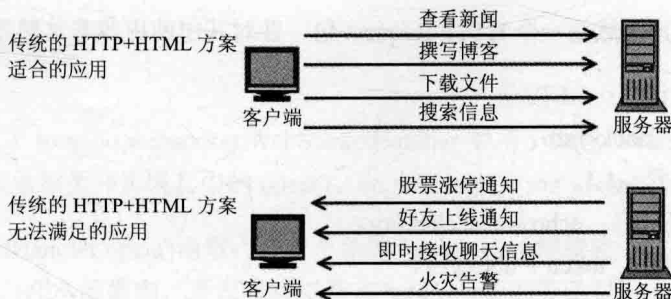 查看新闻
传统的 HTTP+HTML 方案
撰写博客
适合的应用
下载文件
搜索信息
客户端
服务器
股票涨停通知
传统的 HTTP+HTML 方案
好友上线通知
无法满足的应用
即时接收聊天信息
火灾告警
客户端
服务器